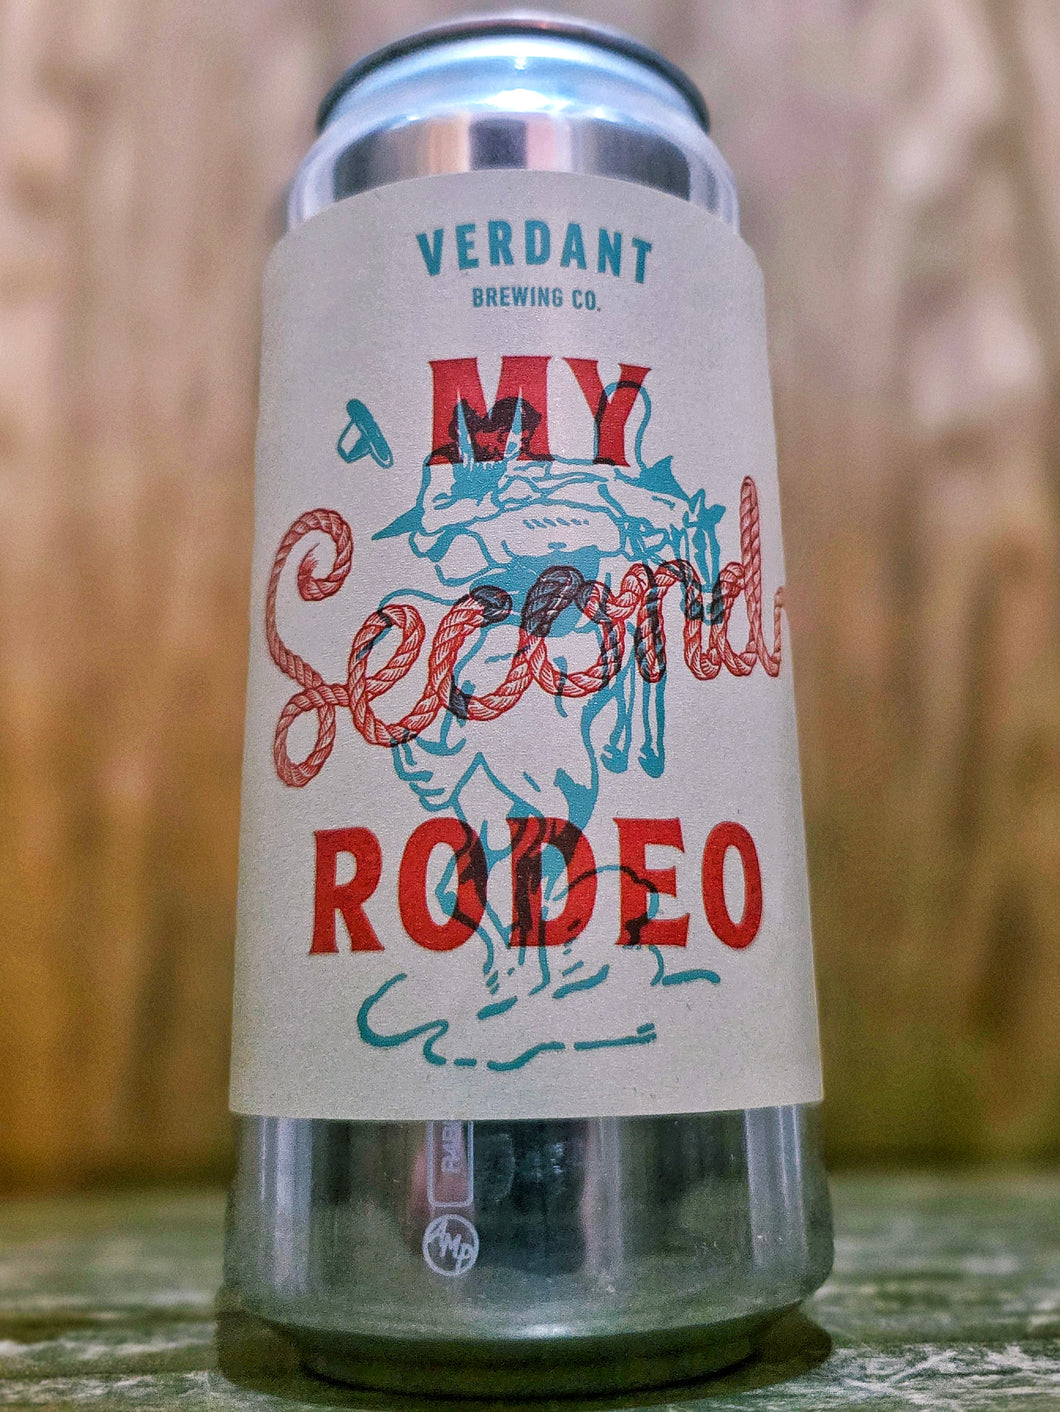 VERDANT
BREWING CO.
MY
Second
RODEO
AMP